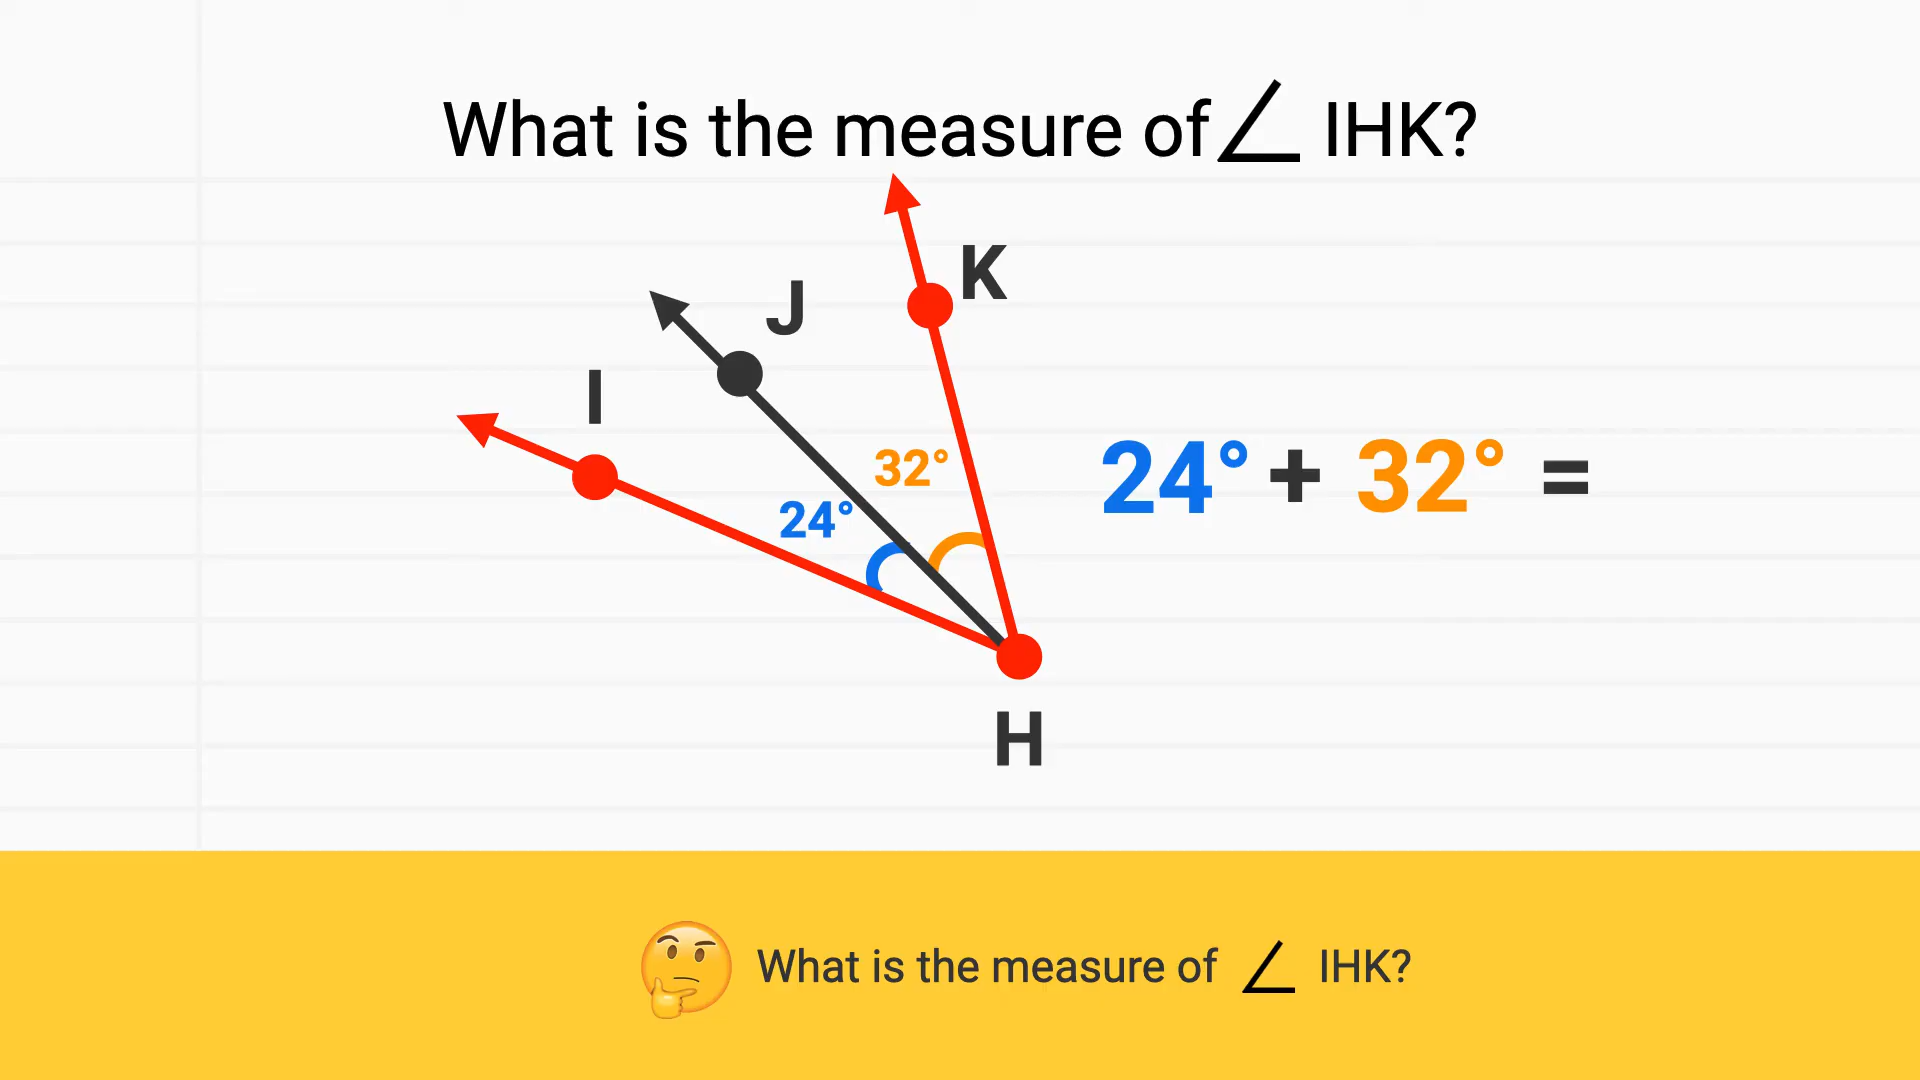 What is the measure of ∠ IHK?
K
J
I
32°
24°
24° + 32° =
H
What is the measure of ∠ IHK?